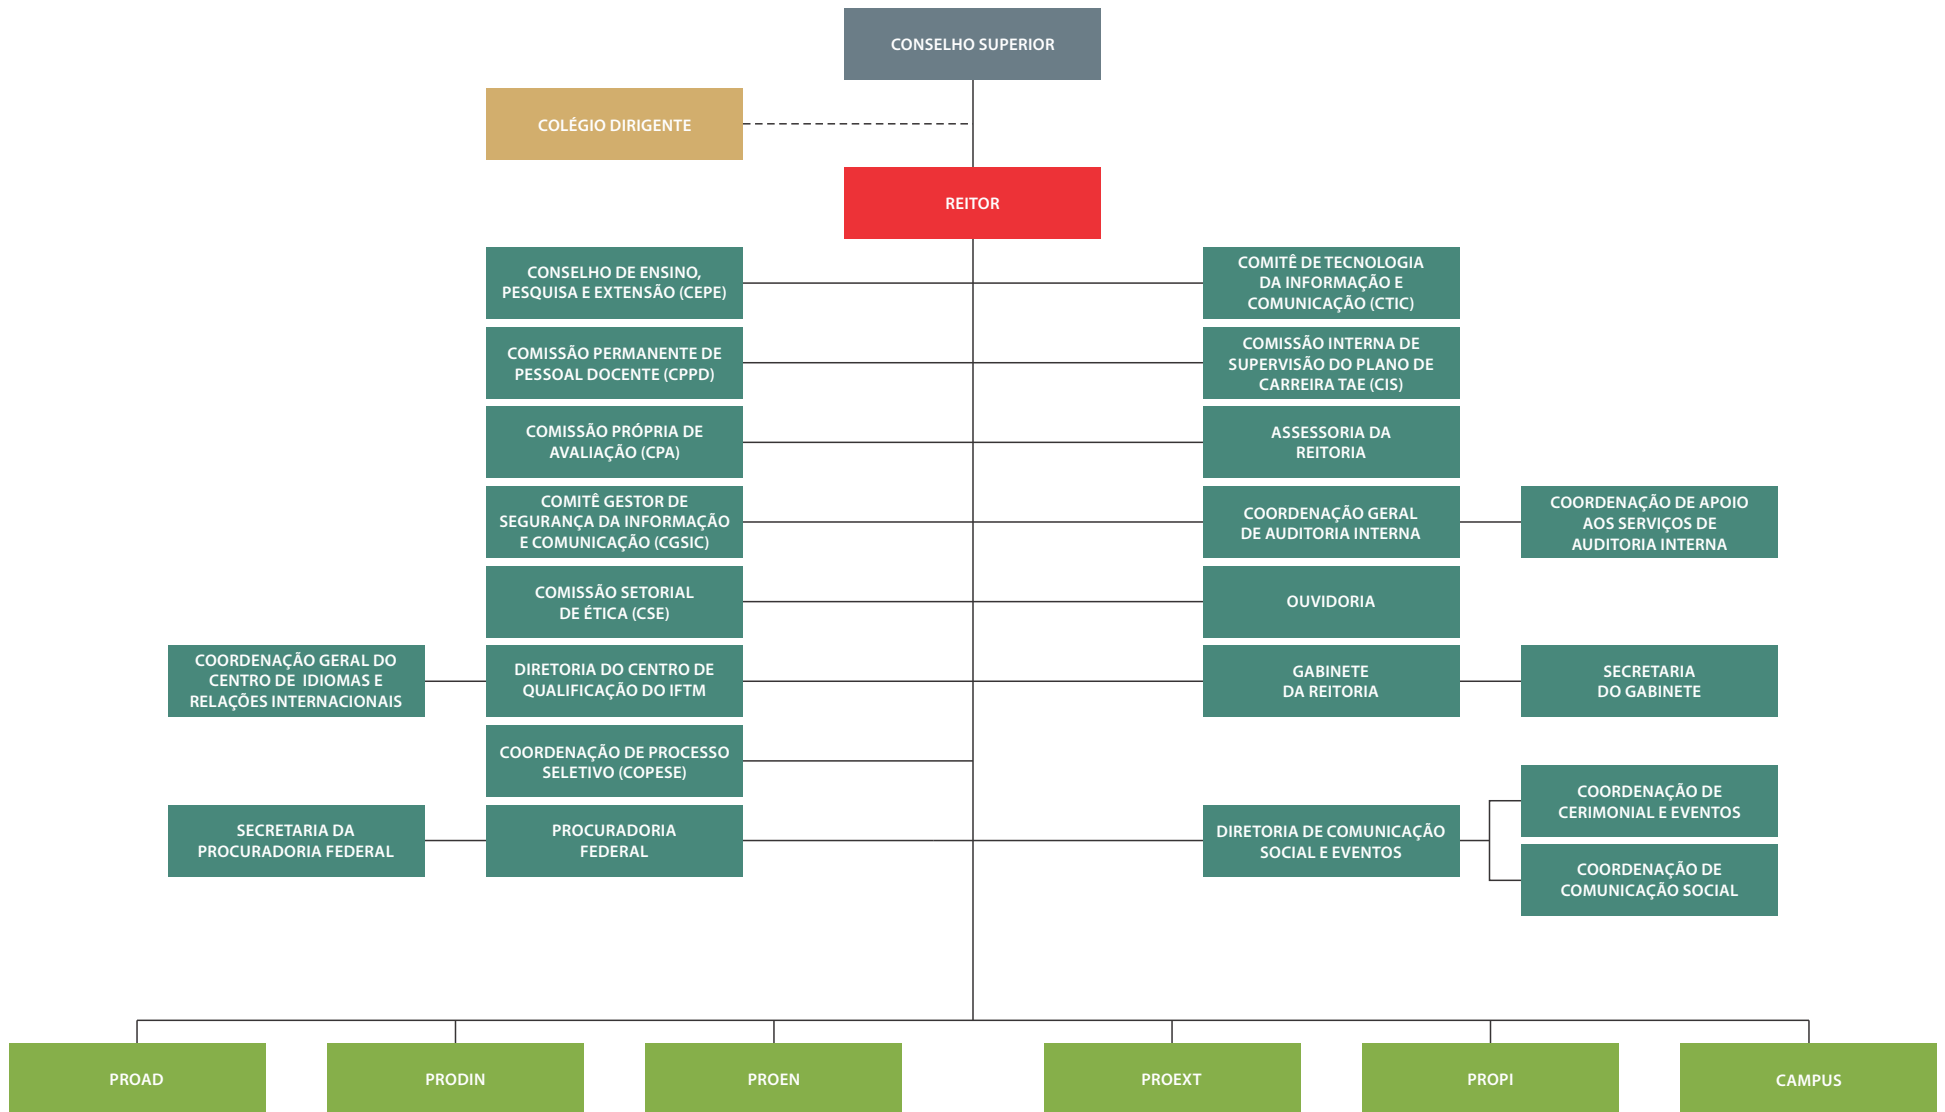 CONSELHO SUPERIOR
COLÉGIO DIRIGENTE
REITOR
CONSELHO DE ENSINO,
PESQUISA E EXTENSÃO (CEPE)
COMITÊ DE TECNOLOGIA
DA INFORMAÇÃO E
COMUNICAÇÃO (CTIC)
COMISSÃO PERMANENTE DE
PESSOAL DOCENTE (CPPD)
COMISSÃO INTERNA DE
SUPERVISÃO DO PLANO DE
CARREIRA TAE (CIS)
COMISSÃO PRÓPRIA DE
AVALIAÇÃO (CPA)
ASSESSORIA DA
REITORIA
COMITÊ GESTOR DE
SEGURANÇA DA INFORMAÇÃO
E COMUNICAÇÃO (CGSIC)
COORDENAÇÃO GERAL
DE AUDITORIA INTERNA
COORDENAÇÃO DE APOIO
AOS SERVIÇOS DE
AUDITORIA INTERNA
COMISSÃO SETORIAL
DE ÉTICA (CSE)
OUVIDORIA
COORDENAÇÃO GERAL DO
CENTRO DE IDIOMAS E
RELAÇÕES INTERNACIONAIS
DIRETORIA DO CENTRO DE
QUALIFICAÇÃO DO IFTM
GABINETE
DA REITORIA
SECRETARIA
DO GABINETE
COORDENAÇÃO DE PROCESSO
SELETIVO (COPESE)
SECRETARIA DA
PROCURADORIA FEDERAL
PROCURADORIA
FEDERAL
DIRETORIA DE COMUNICAÇÃO
SOCIAL E EVENTOS
COORDENAÇÃO DE
CERIMONIAL E EVENTOS
COORDENAÇÃO DE
COMUNICAÇÃO SOCIAL
PROAD
PRODIN
PROEN
PROEXT
PROPI
CAMPUS